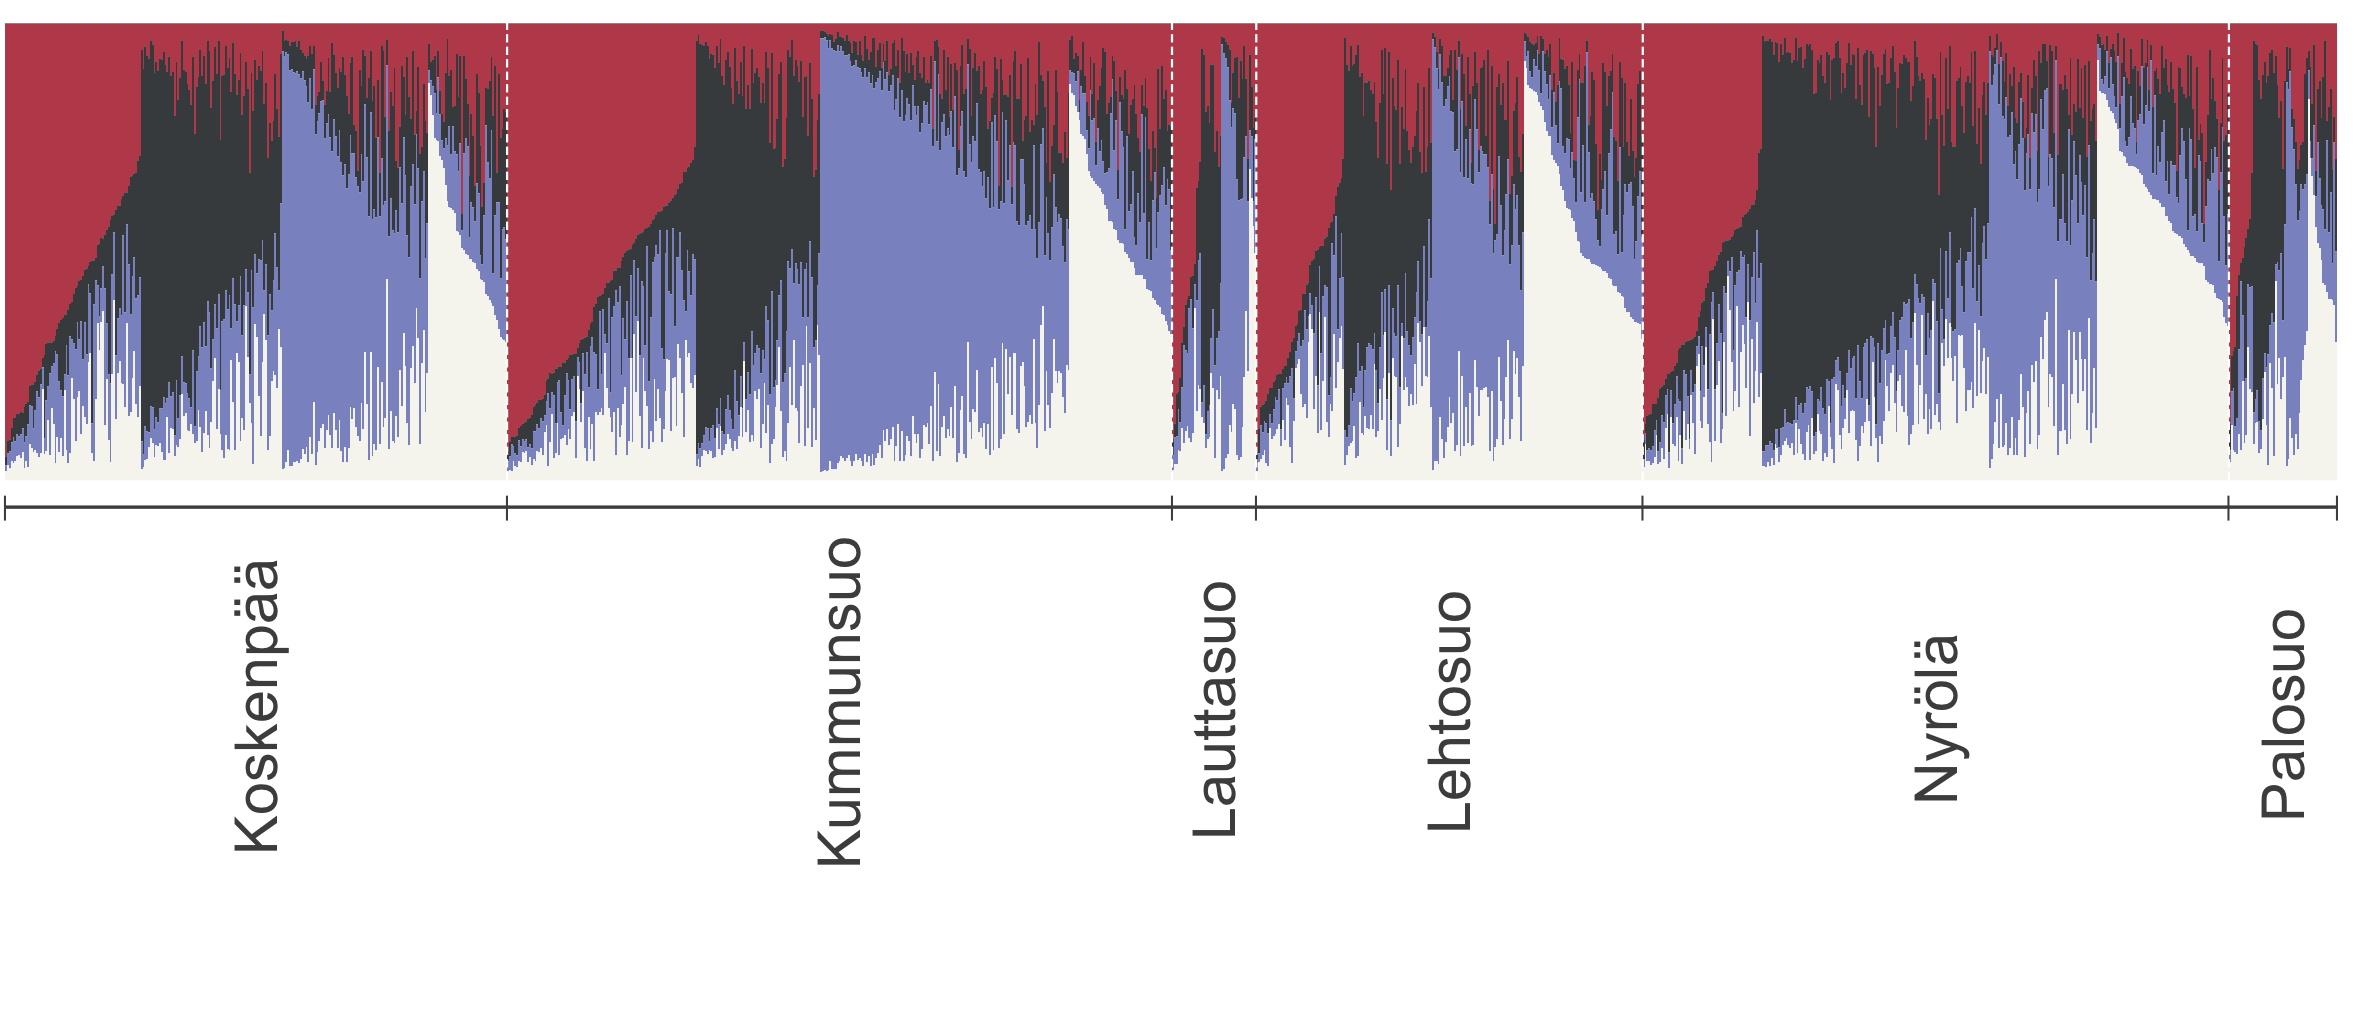 Koskenpää
Kummunsuo
Lauttasuo
Lehtosuo
Nyrölä
Palosuo